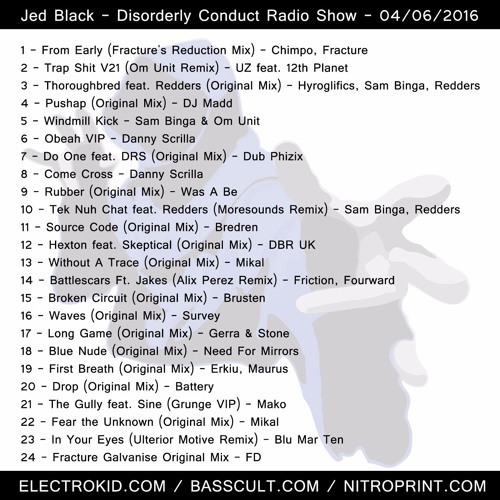 Jed Black - Disorderly Conduct Radio Show - 04/06/2016
1 - From Early (Fracture's Reduction Mix) - Chimpo, Fracture
2 - Trap Shit V21 (Om Unit Remix) - UZ feat. 12th Planet
3 - Thoroughbred feat. Redders (Original Mix) - Hyroglifics, Sam Binga, Redders
4 - Pushap (Original Mix) - DJ Madd
5 - Windmill Kick - Sam Binga & Om Unit
6 - Obeah VIP - Danny Scrilla
7 - Do One feat. DRS (Original Mix) - Dub Phizix
8 - Come Cross - Danny Scrilla
9 - Rubber (Original Mix) - Was A Be
10 - Tek Nuh Chat feat. Redders (Moresounds Remix) - Sam Binga, Redders
11 - Source Code (Original Mix) - Bredren
12 - Hexton feat. Skeptical (Original Mix) - DBR UK
13 - Without A Trace (Original Mix) - Mikal
14 - Battlescars Ft. Jakes (Alix Perez Remix) - Friction, Fourward
15 - Broken Circuit (Original Mix) - Brusten
16 - Waves (Original Mix) - Survey
17 - Long Game (Original Mix) - Gerra & Stone
18 - Blue Nude (Original Mix) - Need For Mirrors
19 - First Breath (Original Mix) - Erkiu, Maurus
20 - Drop (Original Mix) - Battery
21 - The Gully feat. Sine (Grunge VIP) - Mako
22 - Fear the Unknown (Original Mix) - Mikal
23 - In Your Eyes (Ulterior Motive Remix) - Blu Mar Ten
24 - Fracture Galvanise Original Mix - FD
ELECTROKID.COM / BASSCULT.COM / NITROPRINT.COM